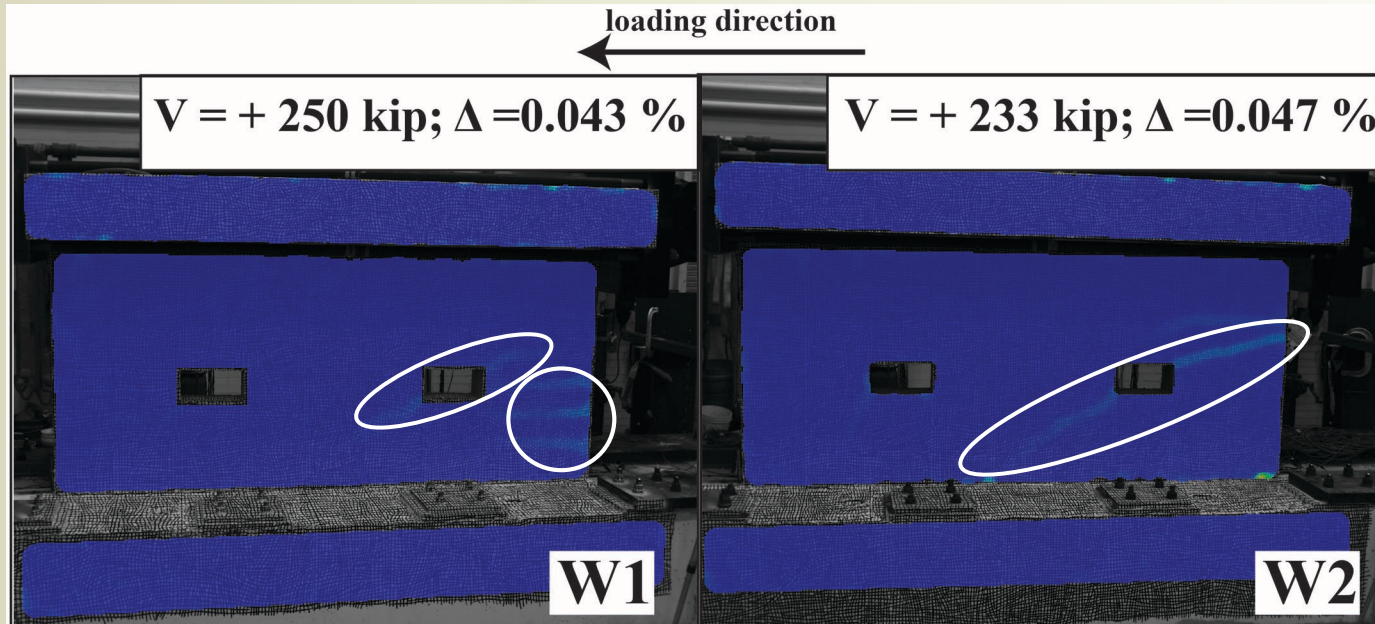 loading direction
V = + 250 kip; Δ =0.043 %
V = + 233 kip; Δ =0.047 %
W1
W2